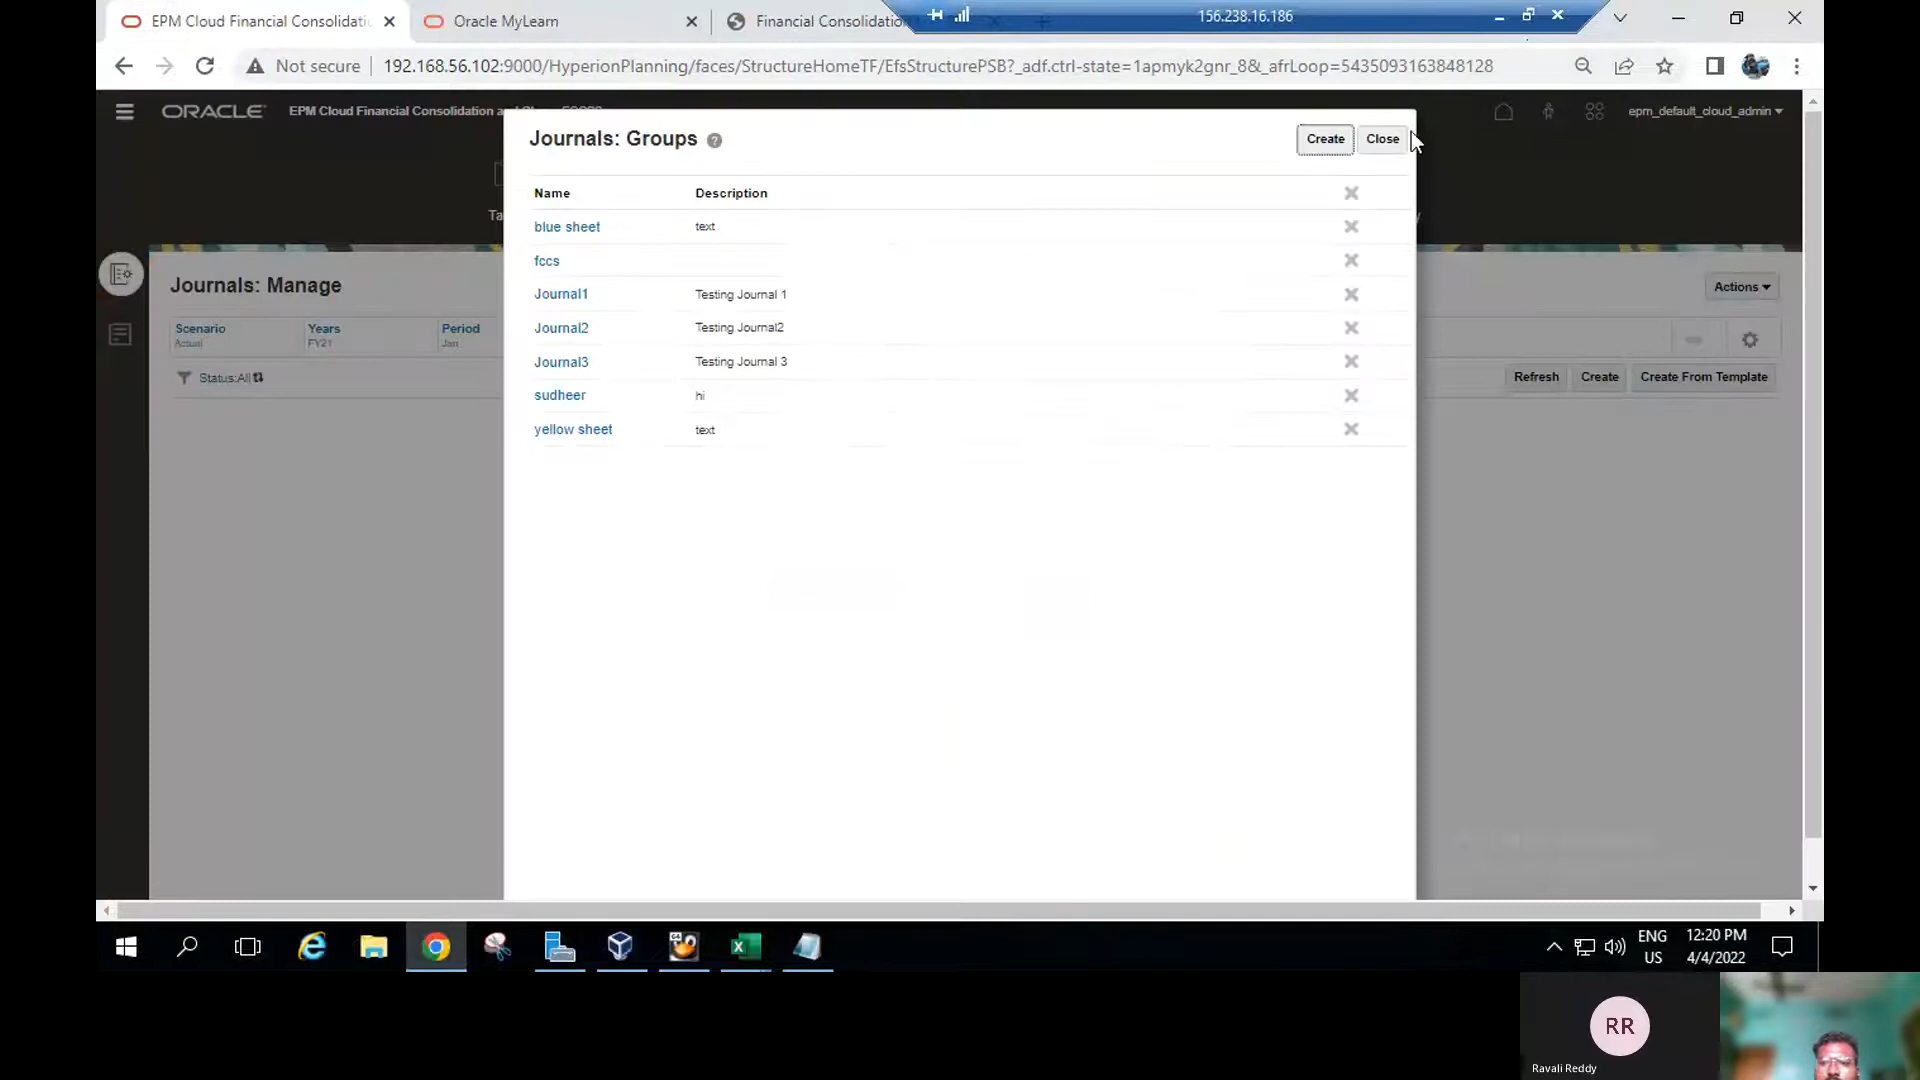 EPM Cloud Financial Consolidati
Oracle MyLearn
Financial Consolidation
156.238.16.186
Not secure
192.168.56.102:9000/HyperionPlanning/faces/StructureHomeTF/EfsStructurePSB?_adf.ctrl-state=1apmyk2gnr_8&_afrLoop=5435093163848128
ORACLE
EPM Cloud Financial Consolidation
epm_default_cloud_admin
Journals: Groups
Create
Close
Name
Description
blue sheet
text
fccs
Journal1
Testing Journal 1
Journal2
Testing Journal2
Journal3
Testing Journal 3
sudheer
hi
yellow sheet
text
Ta
Journals: Manage
Actions
Scenario
Actual
Years
FY21
Period
Jan
Status:All
Refresh
Create
Create From Template
ENG
US
12:20 PM
4/4/2022
RR
Ravali Reddy